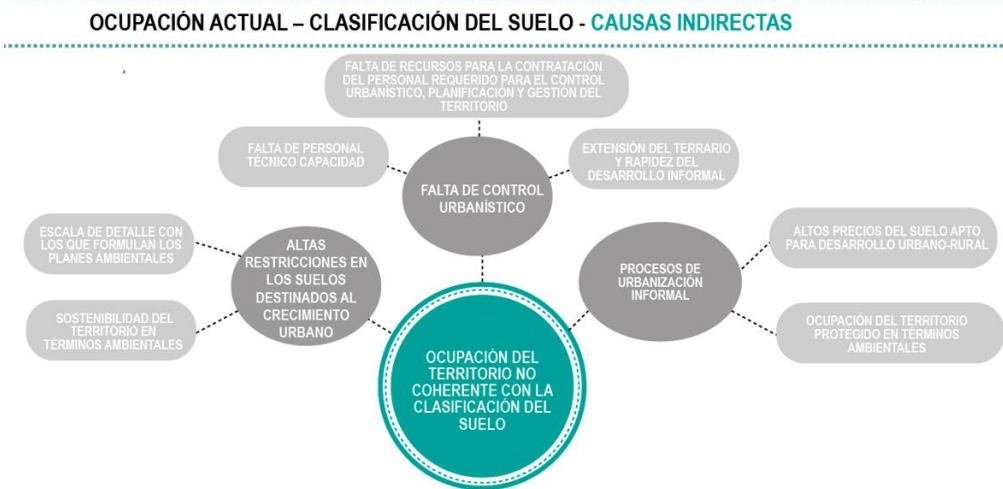 OCUPACIÓN ACTUAL – CLASIFICACIÓN DEL SUELO - CAUSAS INDIRECTAS
FALTA DE RECURSOS PARA LA CONTRATACIÓN
DEL PERSONAL REQUERIDO PARA EL CONTROL
URBANÍSTICO, PLANIFICACIÓN Y GESTIÓN DEL
TERRITORIO
FALTA DE PERSONAL
TÉCNICO CAPACIDAD
FALTA DE CONTROL
URBANÍSTICO
EXTENSIÓN DEL TERRARIO
Y RAPIDEZ DEL
DESARROLLO INFORMAL
ESCALA DE DETALLE CON
LOS QUE FORMULAN LOS
PLANES AMBIENTALES
SOSTENIBILIDAD DEL
TERRITORIO EN
TÉRMINOS AMBIENTALES
ALTAS
RESTRICCIONES EN
LOS SUELOS
DESTINADOS AL
CRECIMIENTO
URBANO
PROCESOS DE
URBANIZACIÓN
INFORMAL
ALTOS PRECIOS DEL SUELO APTO
PARA DESARROLLO URBANO-RURAL
OCUPACIÓN DEL TERRITORIO
PROTEGIDO EN TÉRMINOS
AMBIENTALES
OCUPACIÓN DEL
TERRITORIO NO
COHERENTE CON LA
CLASIFICACIÓN DEL
SUELO